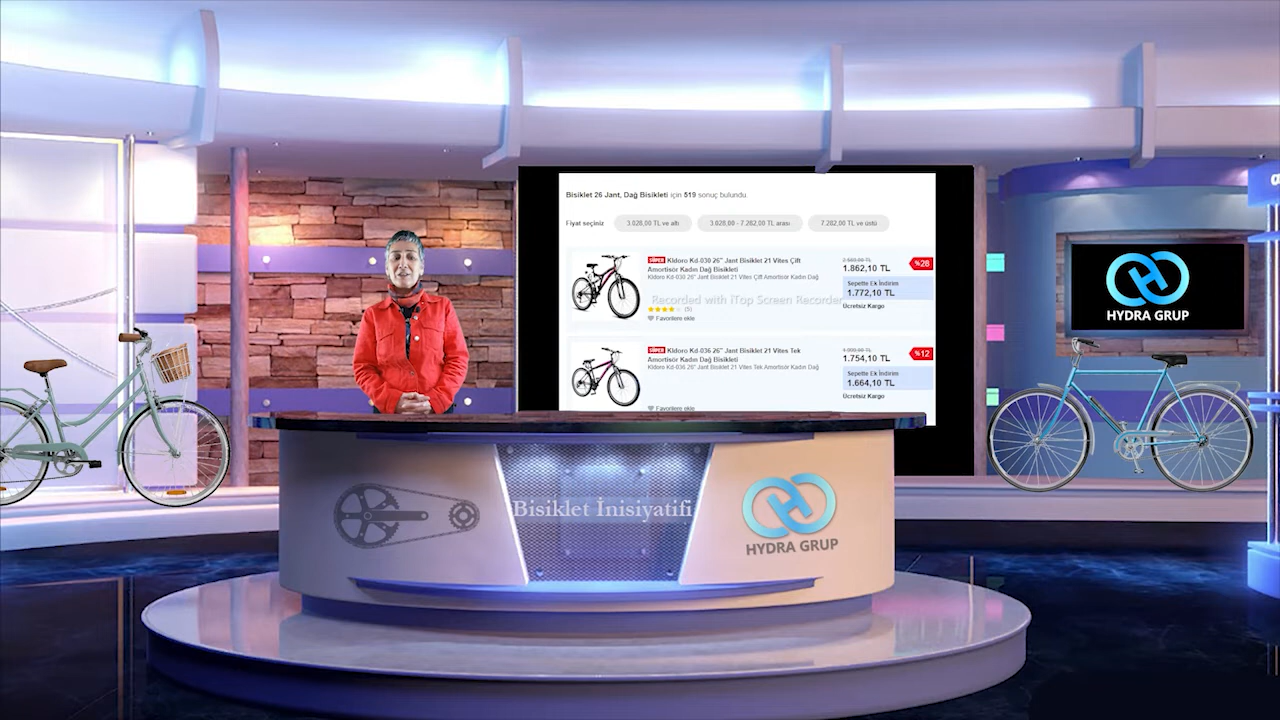 Bisiklet 26 Jant, Dağ Bisikleti için 519 sonuç bulundu.
Fiyat seçiniz
3.028,00 TL ve altı
3.028,00 - 7.282,00 TL arası
7.282,00 TL ve üstü
Kldoro Kd-030 26" Jant Bisiklet 21 Vites Çift
Amortisör Kadın Dağ Bisikleti
Kldoro Kd-030 26" Jant Bisiklet 21 Vites Çift Amortisör Kadın Dağ
1.862,10 TL
%28
Sepette Ek İndirim
1.772,10 TL
Ücretsiz Kargo
Recorded with iTop Screen Recorder
(5)
Favorilere ekle
Kldoro Kd-036 26" Jant Bisiklet 21 Vites Tek
Amortisör Kadın Dağ Bisikleti
Kldoro Kd-036 26" Jant Bisiklet 21 Vites Tek Amortisör Kadın Dağ
1.754,10 TL
%12
Sepette Ek İndirim
1.664,10 TL
Ücretsiz Kargo
Favorilere ekle
HYDRA GRUP
Bisiklet İnisiyatifi
HYDRA GRUP